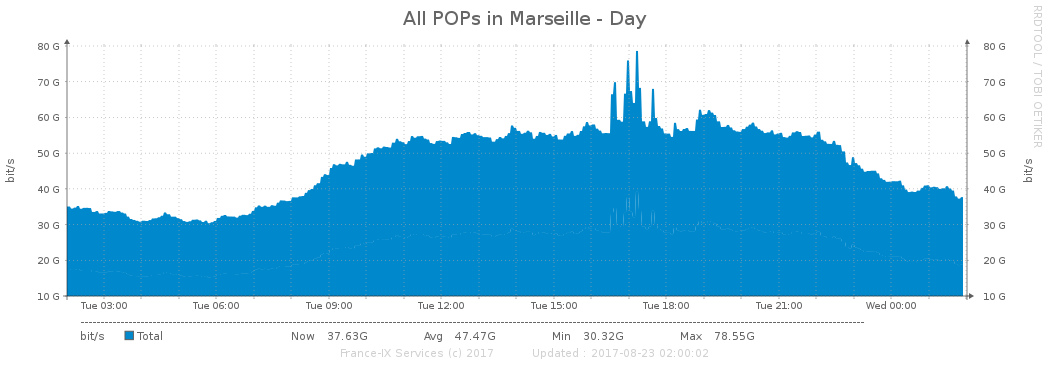 All POPs in Marseille - Day
RRDTOOL / TOBI OETIKER
bit/s
80 G 80 G
70 G 70 G
60 G 60 G
50 G 50 G
40 G 40 G
30 G 30 G
20 G 20 G
10 G 10 G
bit/s
Tue 03:00 Tue 06:00 Tue 09:00 Tue 12:00 Tue 15:00 Tue 18:00 Tue 21:00 Wed 00:00
bit/s Total Now 37.63G Avg 47.47G Min 30.32G Max 78.55G
France-IX Services (c) 2017 Updated : 2017-08-23 02:00:02